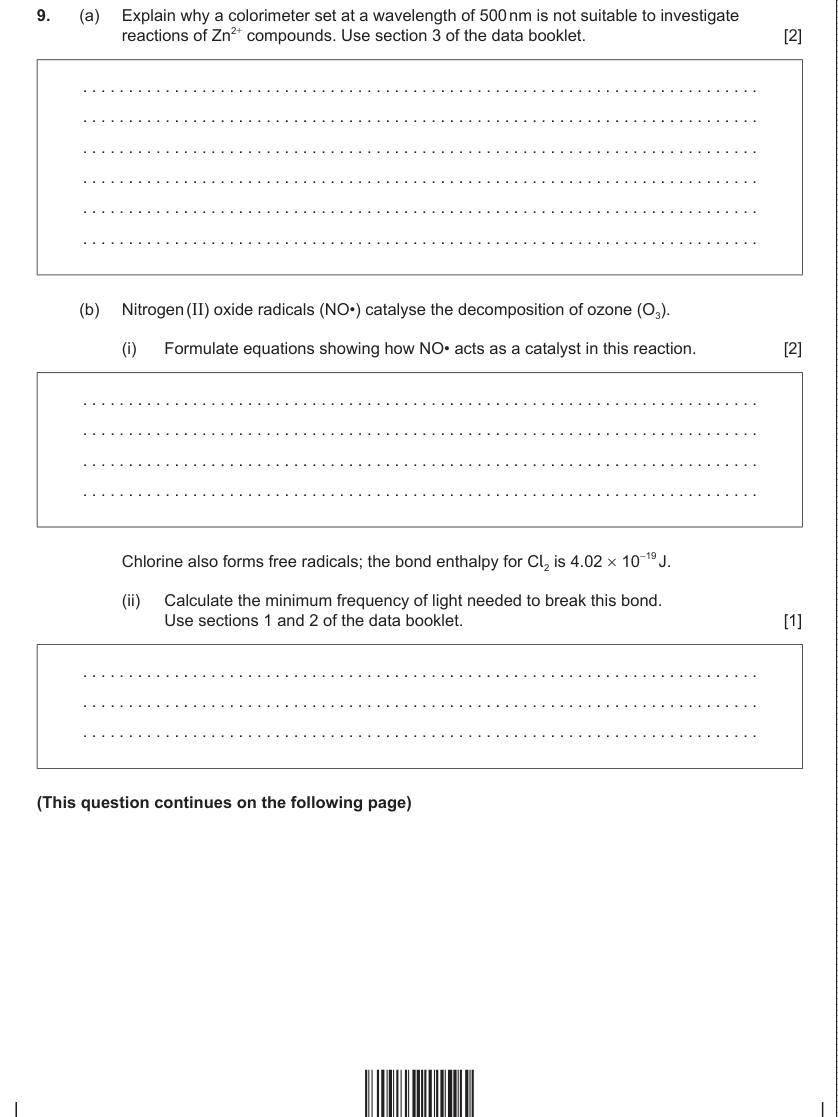 9. (a) Explain why a colorimeter set at a wavelength of 500 nm is not suitable to investigate
reactions of Zn²⁺ compounds. Use section 3 of the data booklet. [2]
(b) Nitrogen (II) oxide radicals (NO•) catalyse the decomposition of ozone (O₃).
(i) Formulate equations showing how NO• acts as a catalyst in this reaction. [2]
Chlorine also forms free radicals; the bond enthalpy for Cl₂ is 4.02 × 10⁻¹⁹ J.
(ii) Calculate the minimum frequency of light needed to break this bond.
Use sections 1 and 2 of the data booklet. [1]
(This question continues on the following page)